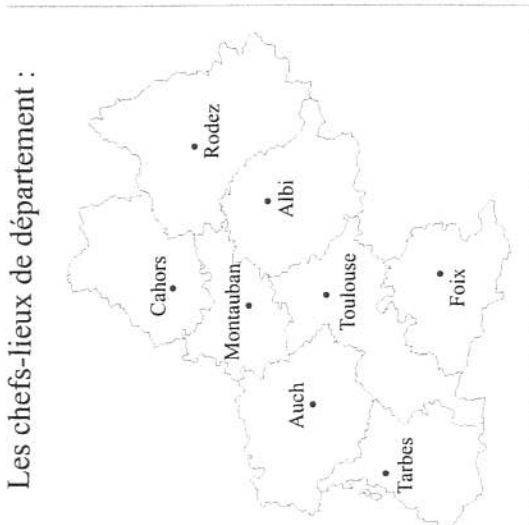 Les chefs-lieux de département :
Cahors
Rodez
Montauban
Albi
Auch
Toulouse
Tarbes
Foix